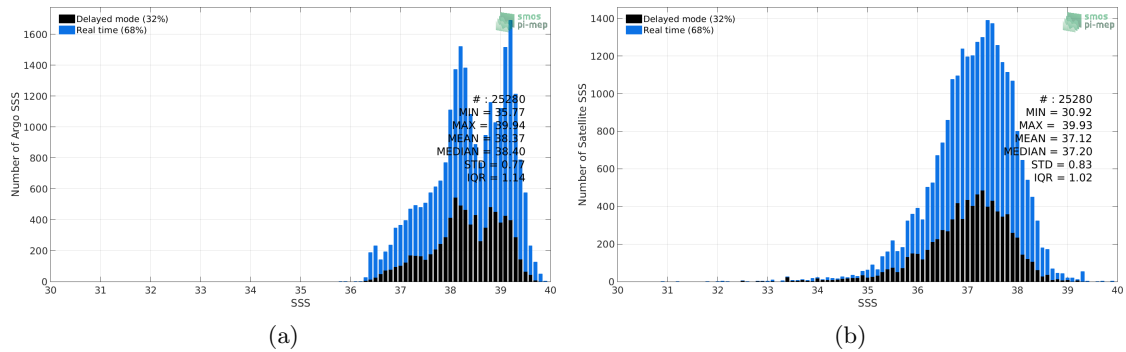 Delayed mode (32%)
Real time (68%)
smos
pi-mep
Number of Argo SSS
1600
1400
1200
1000
800
600
400
200
0
# : 25280
MIN = 35.77
MAX = 39.94
MEAN = 38.37
MEDIAN = 38.40
STD = 0.77
IQR = 1.14
30 31 32 33 34 35 36 37 38 39 40
SSS
(a)
Delayed mode (32%)
Real time (68%)
smos
pi-mep
Number of Satellite SSS
1400
1200
1000
800
600
400
200
0
# : 25280
MIN = 30.92
MAX = 39.93
MEAN = 37.12
MEDIAN = 37.20
STD = 0.83
IQR = 1.02
30 31 32 33 34 35 36 37 38 39 40
SSS
(b)